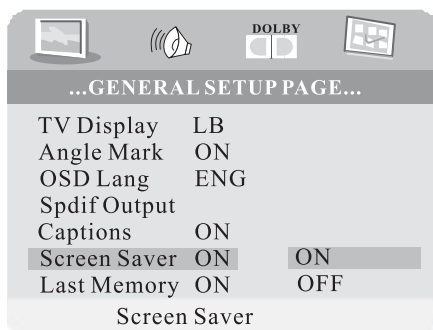 DOLBY
...GENERAL SETUP PAGE...
TV Display LB
Angle Mark ON
OSD Lang ENG
Spdif Output
Captions ON
Screen Saver ON ON
Last Memory ON OFF
Screen Saver